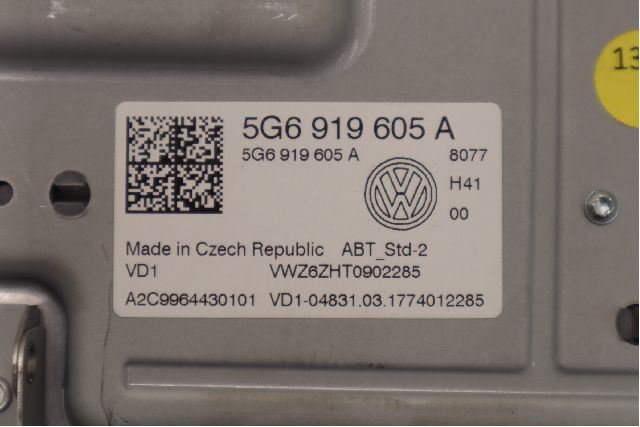 5G6 919 605 A
5G6 919 605 A
8077
H41
00
Made in Czech Republic ABT_Std-2
VD1 VWZ6ZHT0902285
A2C9964430101 VD1-04831.03.1774012285
13